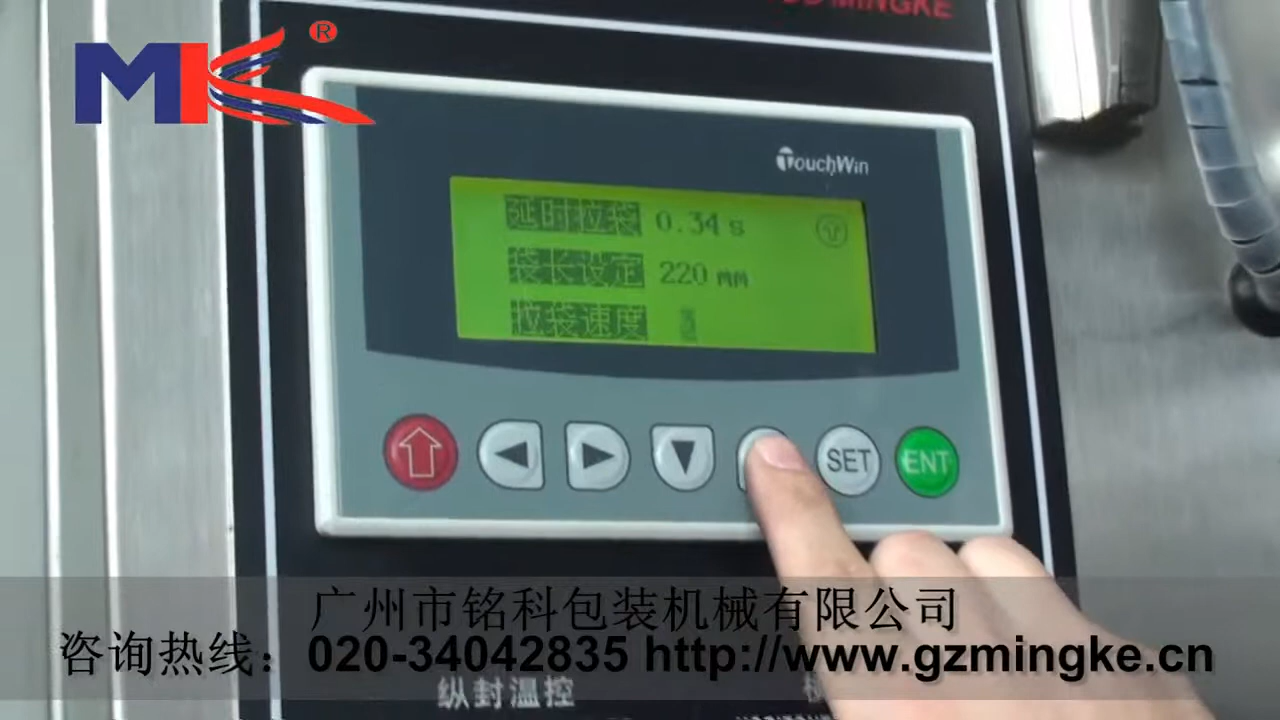 MK®
MINGKE
TouchWin
延时拉袋 0.34 s
袋长设定 220 mm
拉袋速度
SET
ENT
广州市铭科包装机械有限公司
咨询热线：020-34042835 http://www.gzmingke.cn
纵封温控